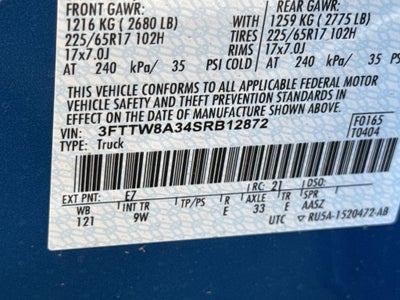 FRONT GAWR: REAR GAWR:
1216 KG ( 2680 LB) 1259 KG ( 2775 LB)
225/65R17 102H TIRES 225/65R17 102H
17x7.0J RIMS 17x7.0J
AT 240 kPa/ 35 PSI COLD AT 240 kPa/ 35 PSI
THIS VEHICLE CONFORMS TO ALL APPLICABLE FEDERAL MOTOR
VEHICLE SAFETY AND THEFT PREVENTION STANDARDS IN EFFECT ON
THE DATE OF MANUFACTURE SHOWN ABOVE.
VIN: 3FTTW8A34SRB12872 F0165
TYPE: Truck T0404
EXT PNT: E7 RC: 21 DSO:
WB INT TR TP/PS R AXLE TR SPR
121 9W E 33 E AA5Z
UTC RU5A-1520472-AB